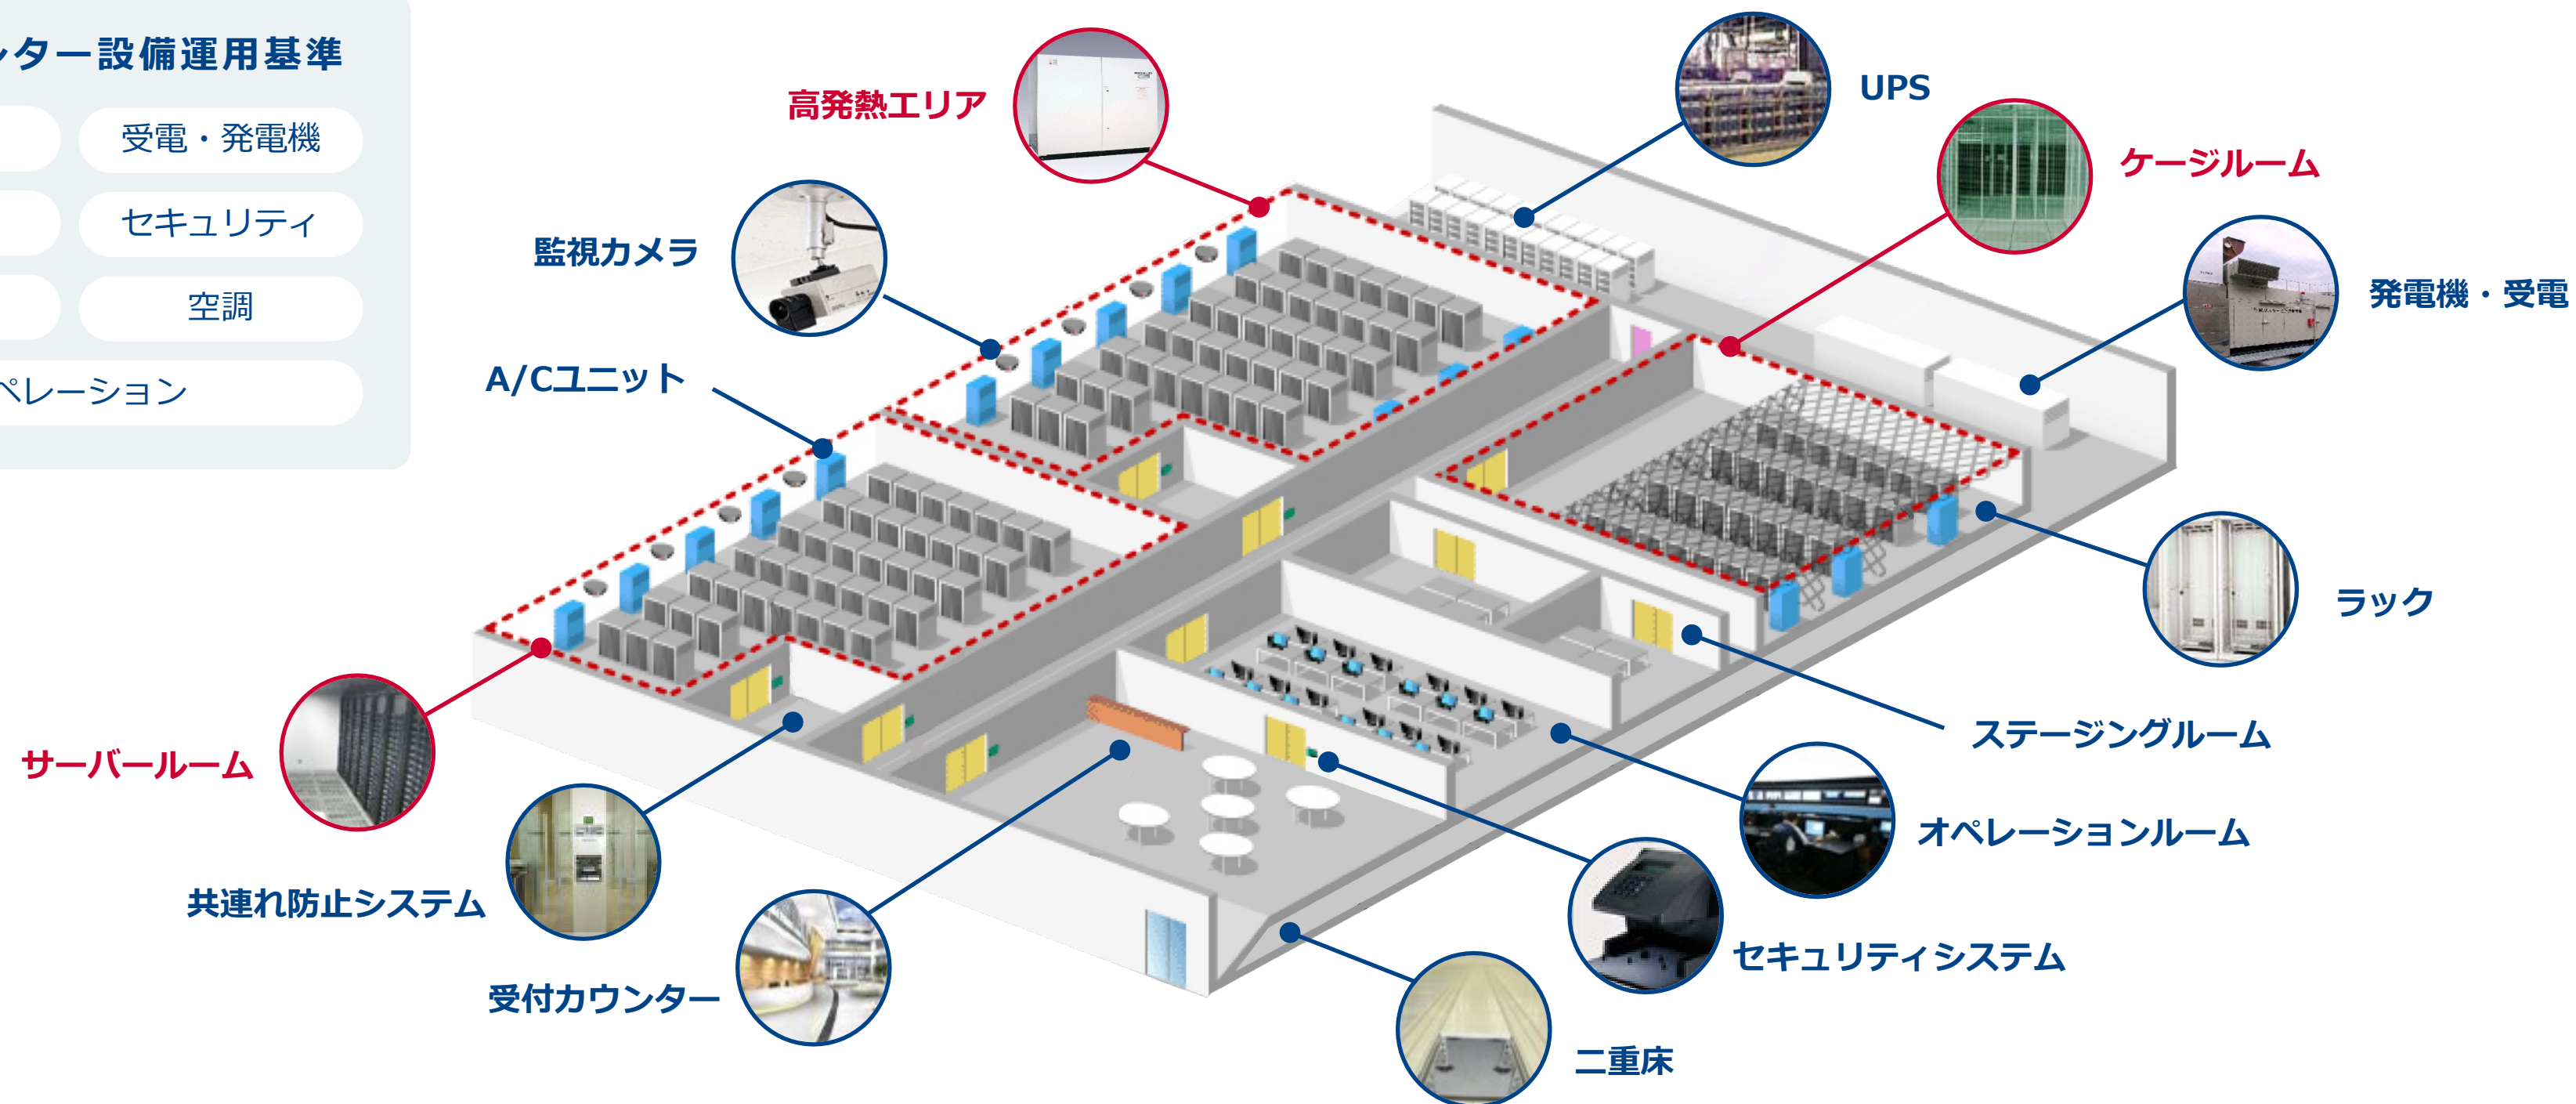 ンター設備運用基準
受電・発電機
セキュリティ
空調
ペレーション
高発熱エリア
UPS
ケージルーム
監視カメラ
発電機・受電
A/Cユニット
ラック
サーバールーム
ステージングルーム
オペレーションルーム
共連れ防止システム
セキュリティシステム
受付カウンター
二重床